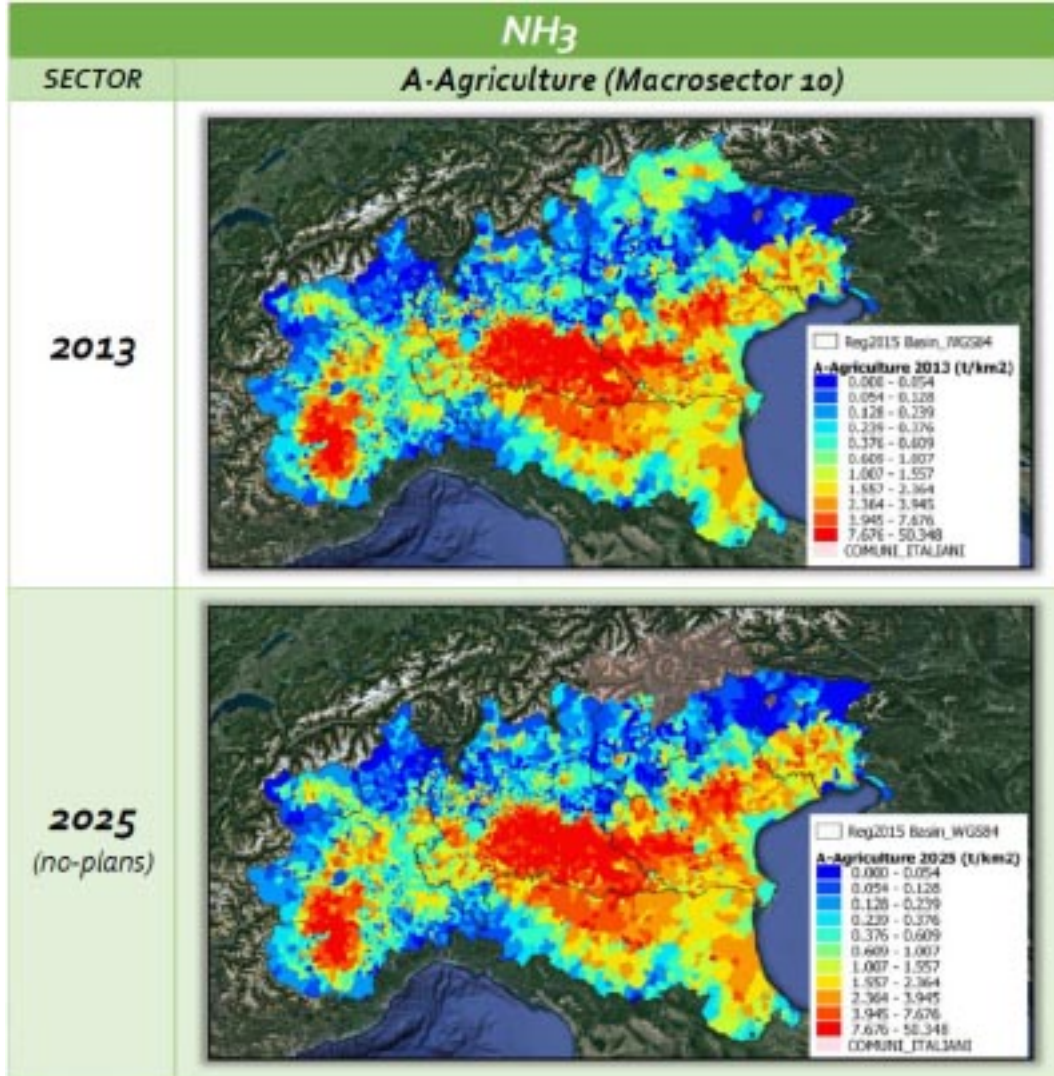 NH3
SECTOR
A-Agriculture (Macrosector 10)
2013
Reg2015 Basin_WGS84
A-Agriculture 2013 (t/km2)
0.000 - 0.054
0.054 - 0.128
0.128 - 0.239
0.239 - 0.376
0.376 - 0.609
0.609 - 1.007
1.007 - 1.557
1.557 - 2.364
2.364 - 3.945
3.945 - 7.676
7.676 - 50.348
COMUNI_ITALIANI
2025
(no-plans)
Reg2015 Basin_WGS84
A-Agriculture 2025 (t/km2)
0.000 - 0.054
0.054 - 0.128
0.128 - 0.239
0.239 - 0.376
0.376 - 0.609
0.609 - 1.007
1.007 - 1.557
1.557 - 2.364
2.364 - 3.945
3.945 - 7.676
7.676 - 50.348
COMUNI_ITALIANI